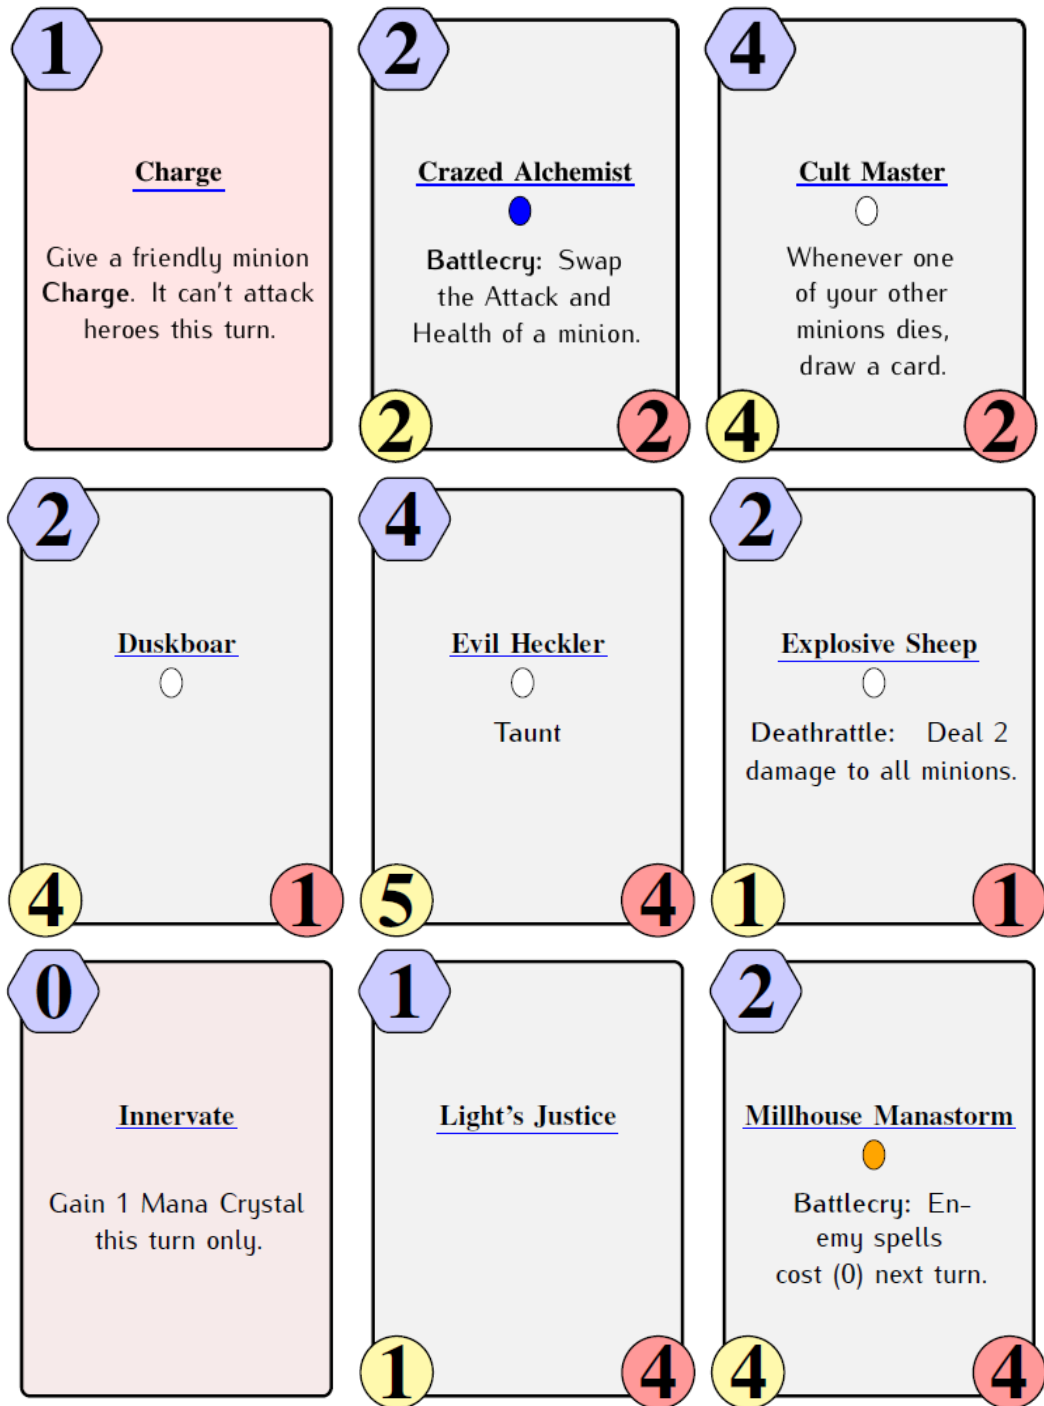 1
Charge
Give a friendly minion
Charge. It can't attack
heroes this turn.
2
Crazed Alchemist
Battlecry: Swap
the Attack and
Health of a minion.
2
2
4
Cult Master
Whenever one
of your other
minions dies,
draw a card.
4
2
2
Duskboar
4
1
4
Evil Heckler
Taunt
5
4
2
Explosive Sheep
Deathrattle: Deal 2
damage to all minions.
1
1
0
Innervate
Gain 1 Mana Crystal
this turn only.
1
Light's Justice
1
4
2
Millhouse Manastorm
Battlecry: En-
emy spells
cost (0) next turn.
4
4